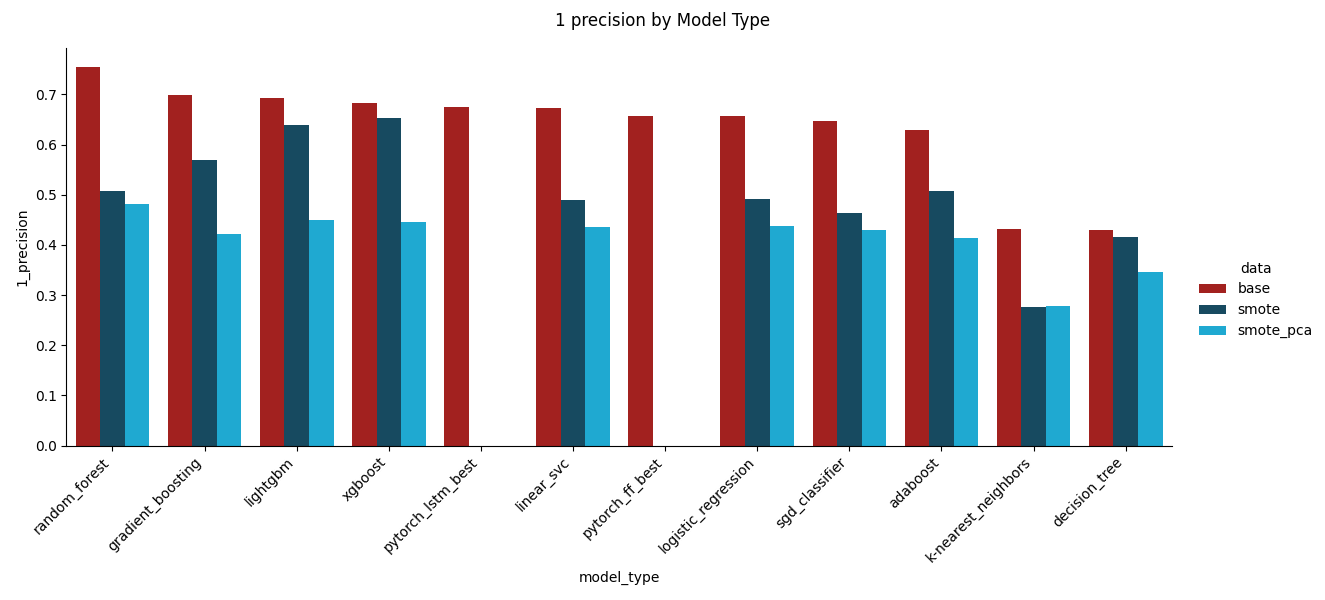 1 precision by Model Type
1_precision
0.7
0.6
0.5
0.4
0.3
0.2
0.1
0.0
random_forest
gradient_boosting
lightgbm
xgboost
pytorch_lstm_best
linear_svc
pytorch_ff_best
logistic_regression
sgd_classifier
adaboost
k-nearest_neighbors
decision_tree
model_type
data
base
smote
smote_pca